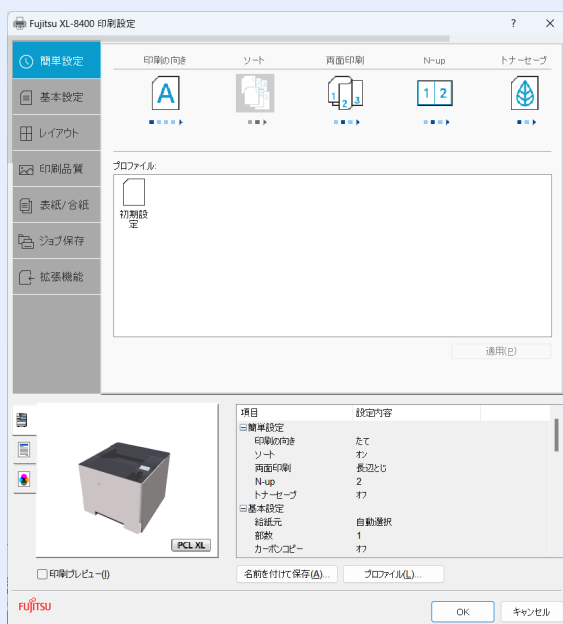 Fujitsu XL-8400 印刷設定
? ×
簡単設定
基本設定
レイアウト
印刷品質
表紙/合紙
ジョブ保存
拡張機能
印刷の向き ソート 両面印刷 N-up トナーセーブ
A 1 2 3 1 2
プロファイル:
初期設
定
適用(P)
項目 設定内容
簡単設定
印刷の向き たて
ソート オン
両面印刷 長辺とじ
N-up 2
トナーセーブ オフ
基本設定
給紙元 自動選択
部数 1
カーボンコピー オフ
PCL XL
印刷プレビュー(I)
名前を付けて保存(A)... プロファイル(L)...
FUJITSU
OK キャンセル